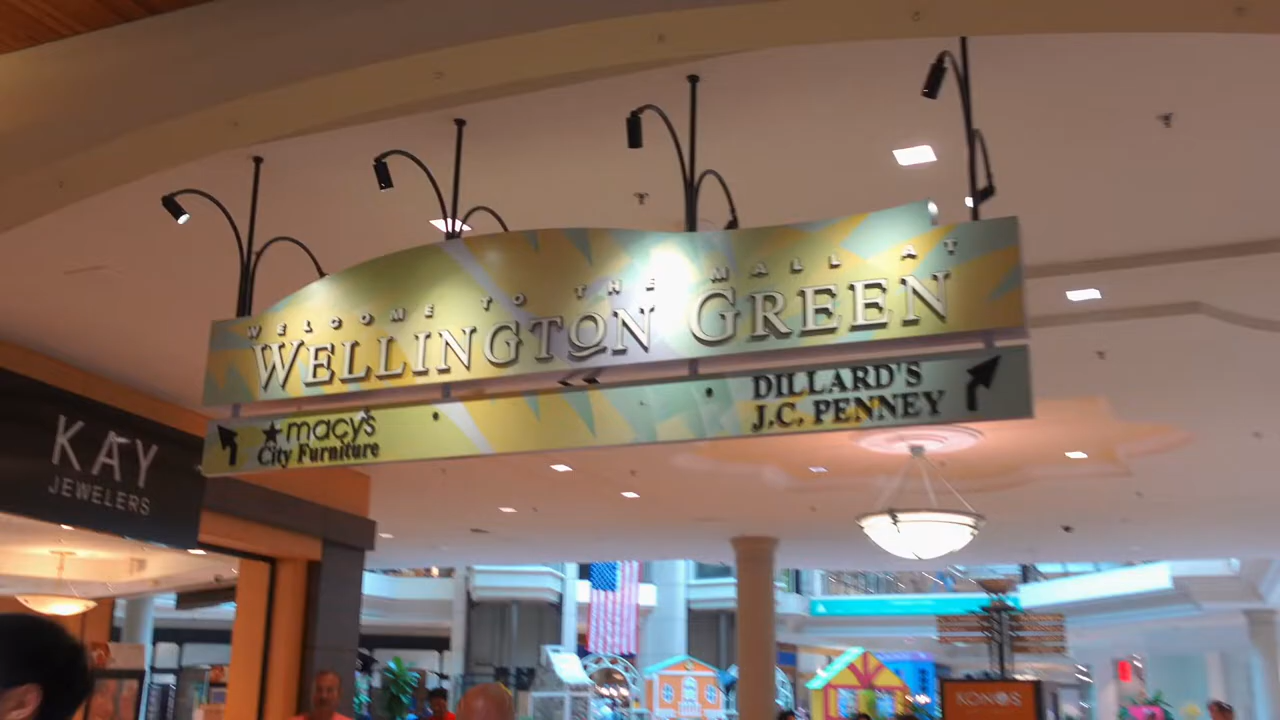 WELCOME TO THE MALL AT
WELLINGTON GREEN
macy's
City Furniture
DILLARD'S
J.C. PENNEY
KAY
JEWELERS
KONOS